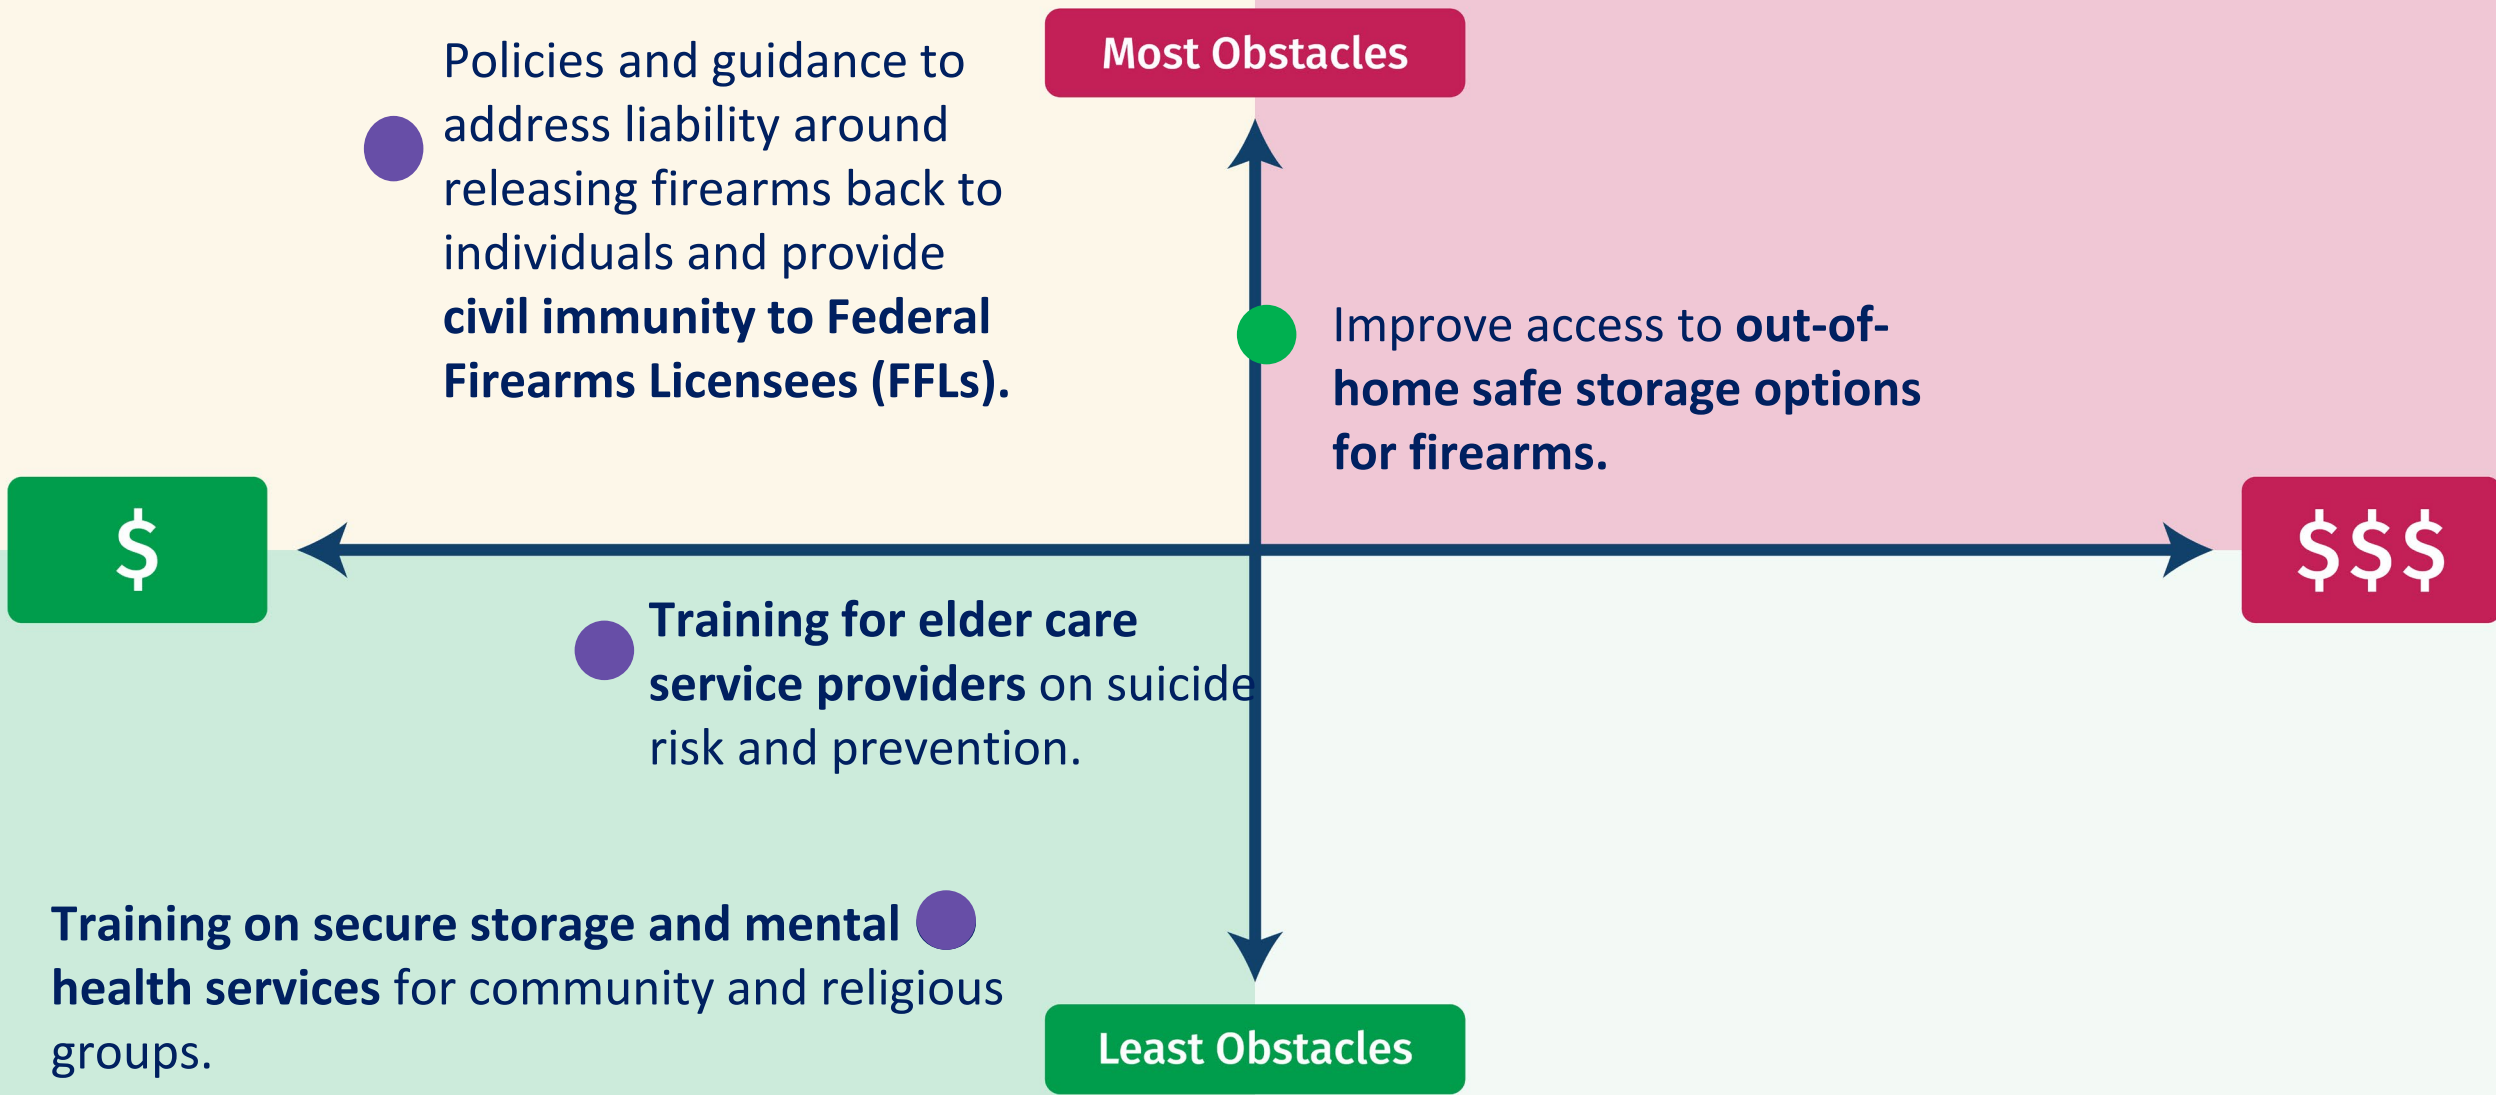 Most Obstacles
Policies and guidance to
address liability around
releasing firearms back to
individuals and provide
civil immunity to Federal
Firearms Licensees (FFLs).
Improve access to out-of-
home safe storage options
for firearms.
$
$$$
Training for elder care
service providers on suicide
risk and prevention.
Training on secure storage and mental
health services for community and religious
groups.
Least Obstacles